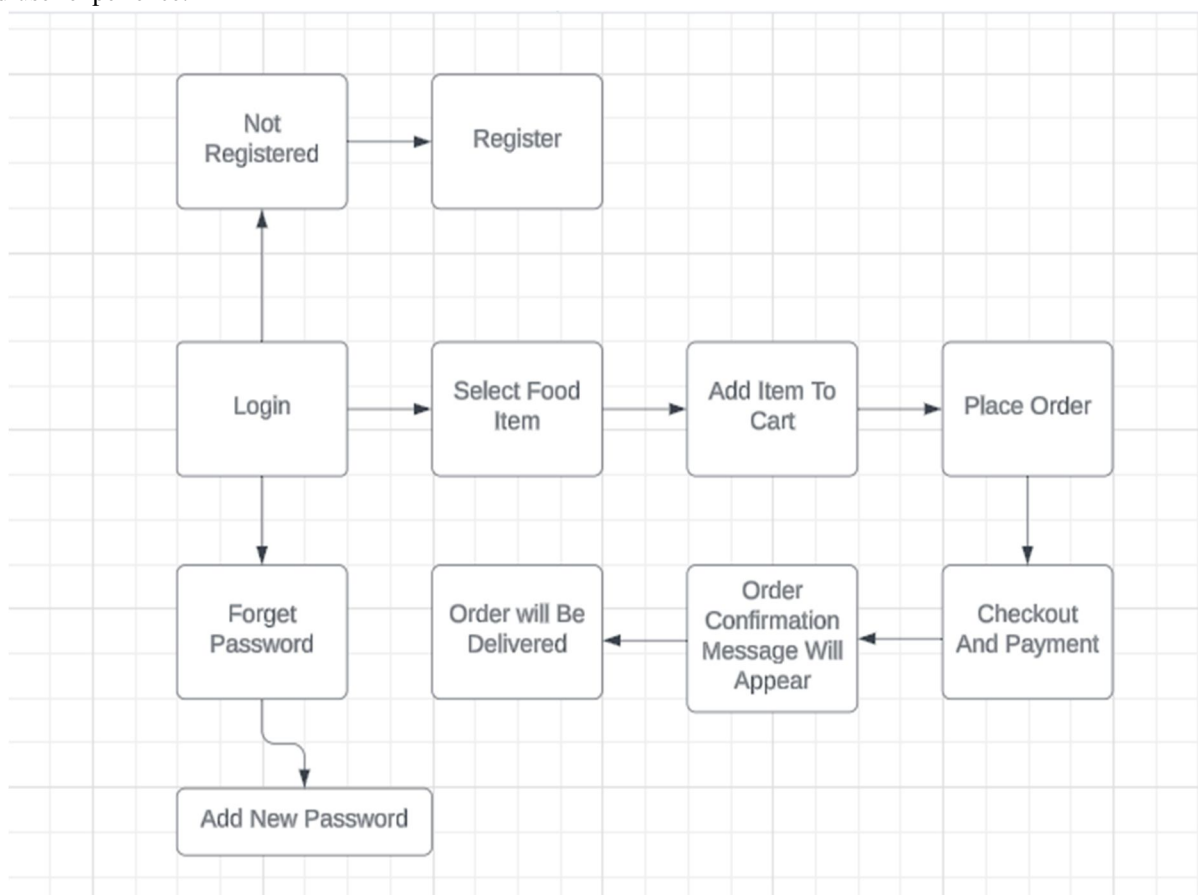 Not
Registered
Register
Login
Select Food
Item
Add Item To
Cart
Place Order
Forget
Password
Order will Be
Delivered
Order
Confirmation
Message Will
Appear
Checkout
And Payment
Add New Password